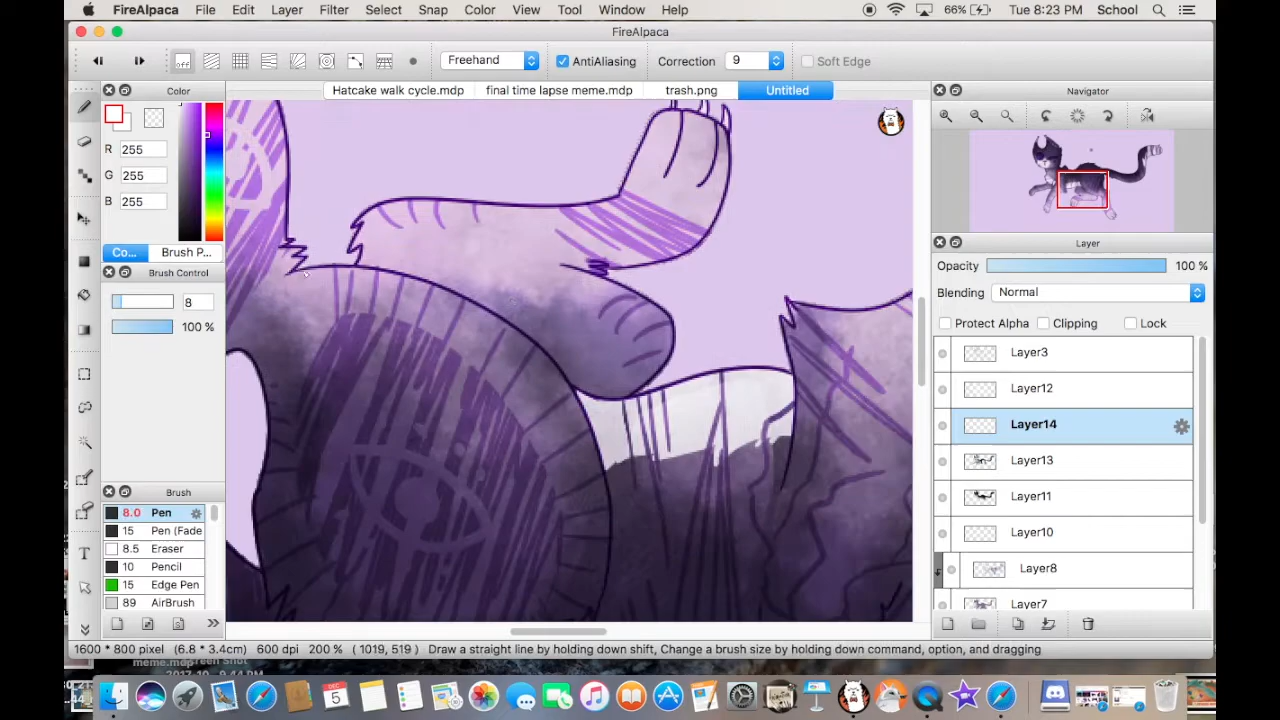 FireAlpaca File Edit Layer Filter Select Snap Color View Tool Window Help 66% Tue 8:23 PM School
FireAlpaca
off Freehand AntiAliasing Correction 9 Soft Edge
Color Hatcake walk cycle.mdp final time lapse meme.mdp trash.png Untitled Navigator
R 255
G 255
B 255
Co... Brush P...
Brush Control
8
100 %
Brush
8.0 Pen
15 Pen (Fade
8.5 Eraser
10 Pencil
15 Edge Pen
89 AirBrush
Layer
Opacity 100 %
Blending Normal
Protect Alpha Clipping Lock
Layer3
Layer12
Layer14
Layer13
Layer11
Layer10
Layer8
Layer7
1600 * 800 pixel (6.8 * 3.4cm) 600 dpi 200 % ( 1019, 519 ) Draw a straight line by holding down shift, Change a brush size by holding down command, option, and dragging
meme.mdp
DEC
5